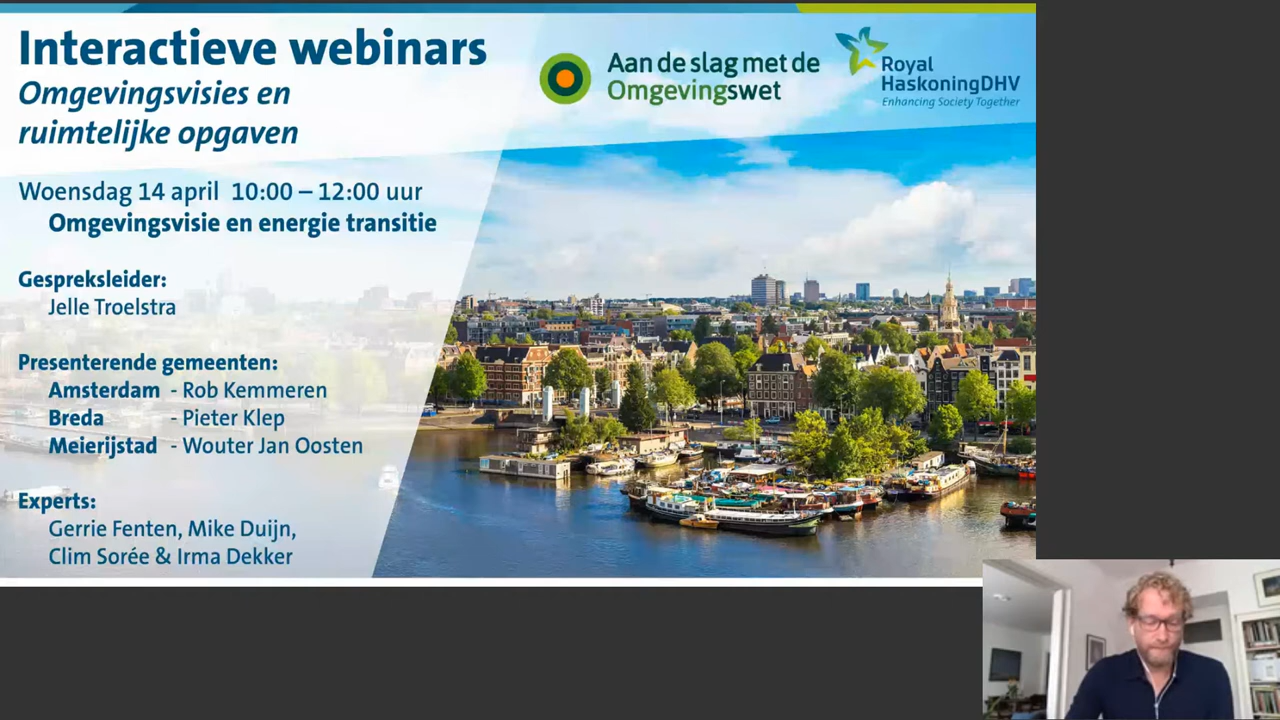 Interactieve webinars
Omgevingsvisies en
ruimtelijke opgaven
Aan de slag met de
Omgevingswet
Royal
HaskoningDHV
Enhancing Society Together
Woensdag 14 april 10:00 – 12:00 uur
Omgevingsvisie en energie transitie
Gespreksleider:
Jelle Troelstra
Presenterende gemeenten:
Amsterdam - Rob Kemmeren
Breda - Pieter Klep
Meierijstad - Wouter Jan Oosten
Experts:
Gerrie Fenten, Mike Duijn,
Clim Sorée & Irma Dekker